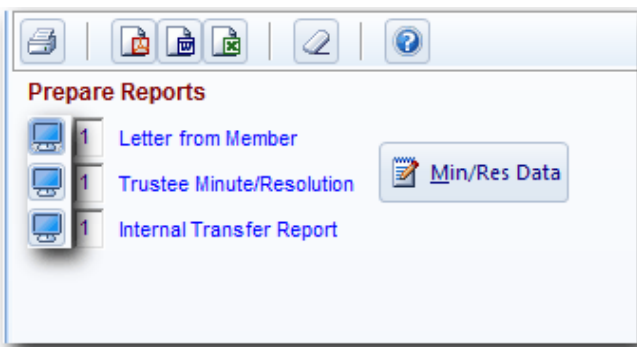 Prepare Reports
1 Letter from Member
1 Trustee Minute/Resolution
Min/Res Data
1 Internal Transfer Report